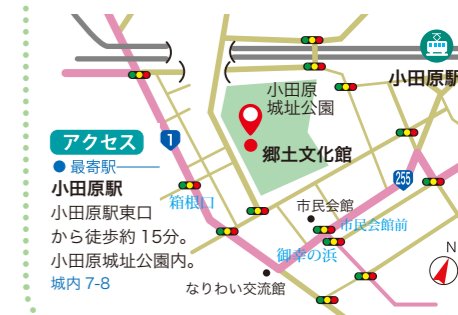 小田原駅
小田原
城址公園
郷土文化館
アクセス
1
最寄駅
小田原駅
小田原駅東口
から徒歩約 15分。
小田原城址公園内。
城内 7-8
箱根口
255
市民会館
市民会館前
御幸の浜
なりわい交流館
N